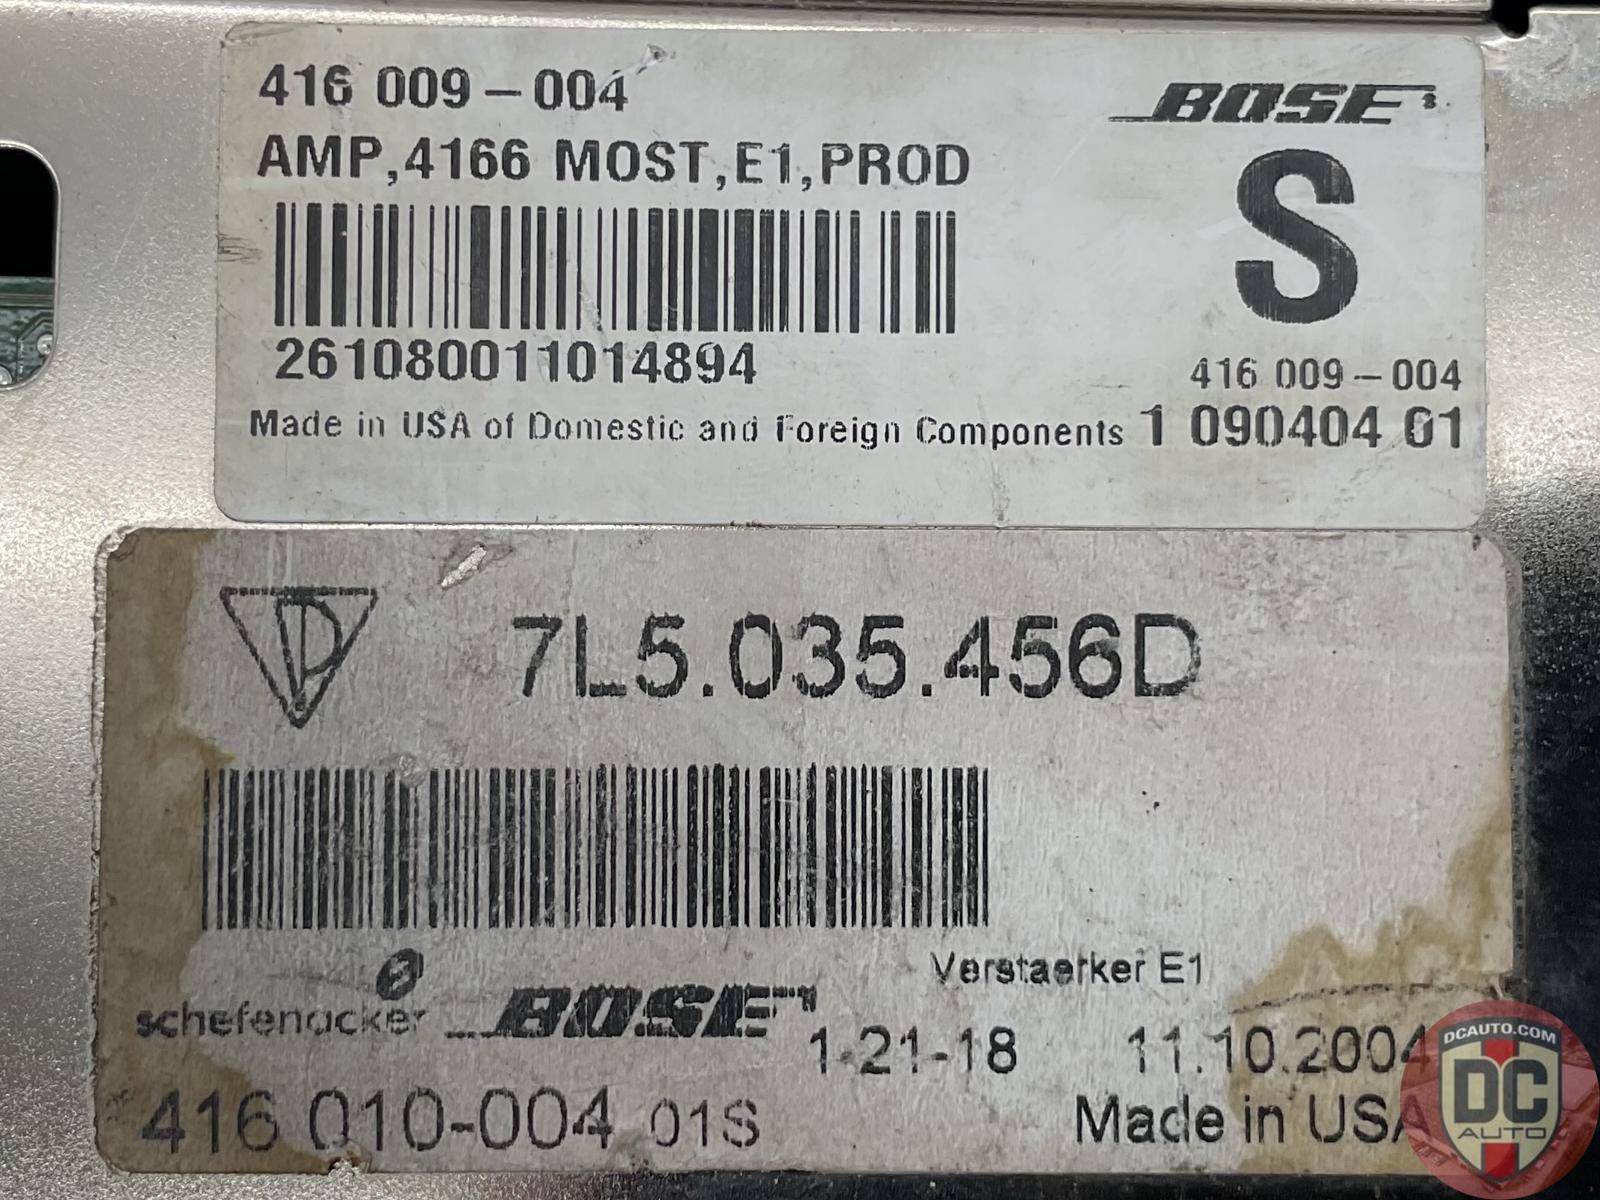 416 009-004
BOSE
AMP,4166 MOST,E1,PROD
S
261080011014894
416 009-004
Made in USA of Domestic and Foreign Components 1 090404 01
7L5.035.456D
Verstaerker E1
schefenacker BOSE
1-21-18 11.10.2004
416 010-004 01S Made in USA
DCAUTO.COM
DC
AUTO